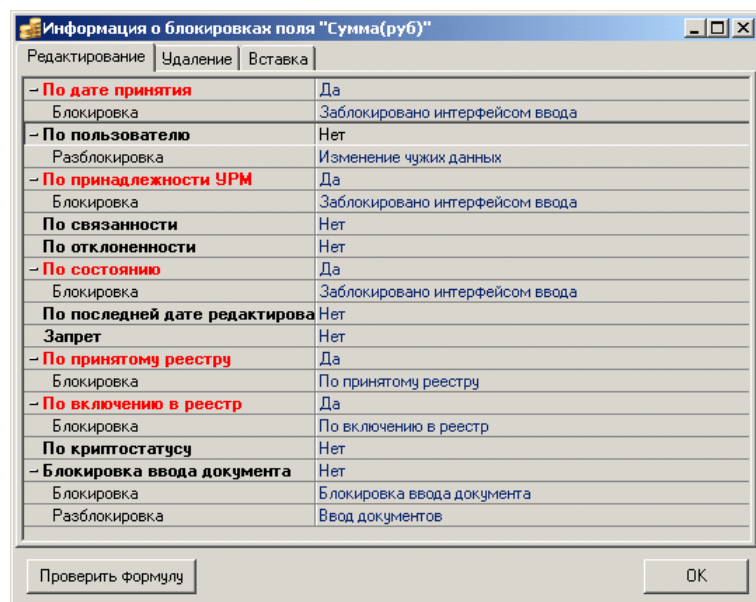 Информация о блокировках поля "Сумма(руб)"
Редактирование Удаление Вставка
По дате принятия Да
Блокировка Заблокировано интерфейсом ввода
По пользователю Нет
Разблокировка Изменение чужих данных
По принадлежности УРМ Да
Блокировка Заблокировано интерфейсом ввода
По связанности Нет
По отклоненности Нет
По состоянию Да
Блокировка Заблокировано интерфейсом ввода
По последней дате редактирова Нет
Запрет Нет
По принятому реестру Да
Блокировка По принятому реестру
По включению в реестр Да
Блокировка По включению в реестр
По криптостатусу Нет
Блокировка ввода документа Нет
Блокировка Блокировка ввода документа
Разблокировка Ввод документов
Проверить формулу OK